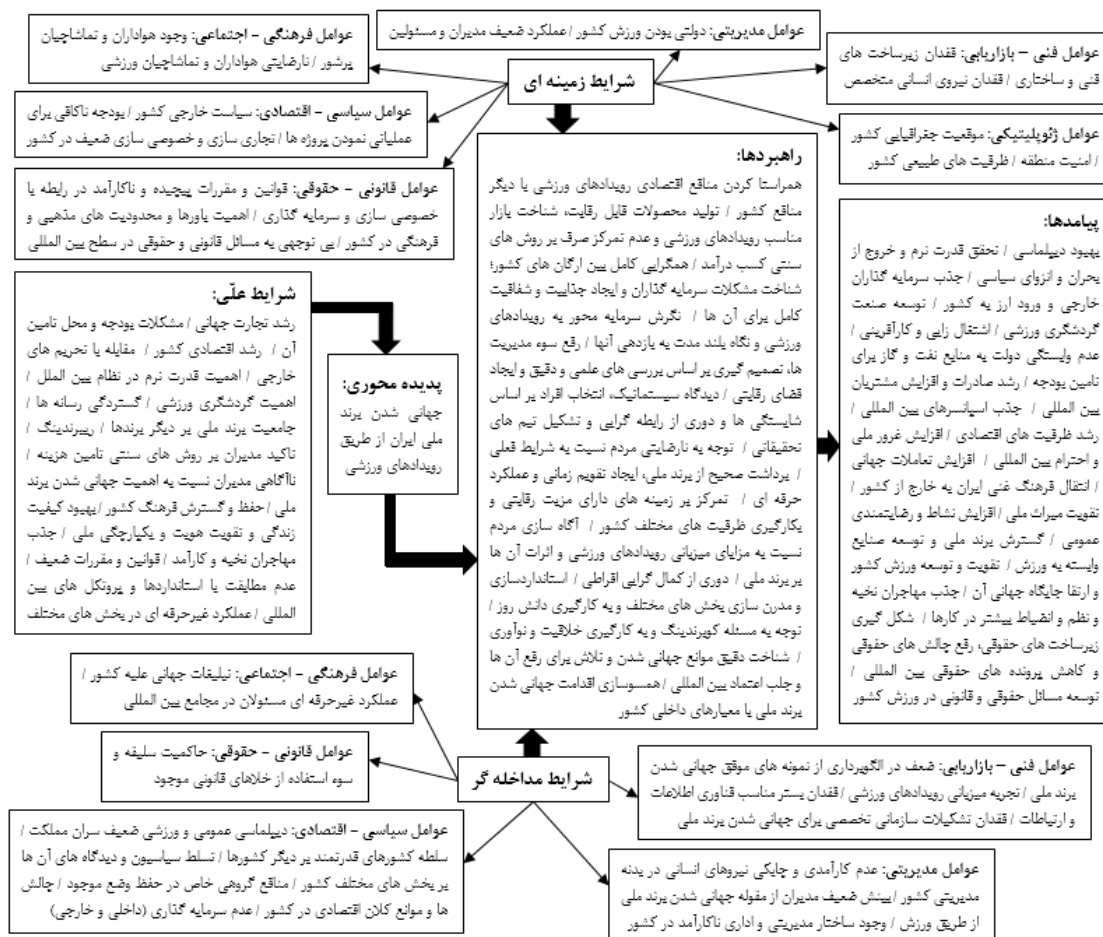 عوامل مدیریتی: دولتی بودن ورزش کشور / عملکرد ضعیف مدیران و مسئولین
عوامل فرهنگی – اجتماعی: وجود هواداران و تماشاچیان
پرشور / نارضایتی هواداران و تماشاچیان ورزشی
عوامل فنی – بازاریابی: فقدان زیرساخت های
فنی و ساختاری / فقدان نیروی انسانی متخصص
شرایط زمینه ای
عوامل سیاسی – اقتصادی: سیاست خارجی کشور / بودجه ناکافی برای
عملیاتی نمودن پروژه ها / تجاری سازی و خصوصی سازی ضعیف در کشور
عوامل ژئوپلیتیکی: موقعیت جغرافیایی کشور
/ امنیت منطقه / ظرفیت های طبیعی کشور
عوامل قانونی – حقوقی: قوانین و مقررات پیچیده و ناکارآمد در رابطه با
خصوصی سازی و سرمایه گذاری / اهمیت باورها و محدودیت های مذهبی و
فرهنگی در کشور / بی توجهی به مسائل قانونی و حقوقی در سطح بین المللی
شرایط علّی:
رشد تجارت جهانی / مشکلات بودجه و محل تامین
آن / رشد اقتصادی کشور / مقابله با تحریم های
خارجی / اهمیت قدرت نرم در نظام بین الملل /
اهمیت گردشگری ورزشی / گستردگی رسانه ها /
جامعیت برند ملی بر دیگر برندها / ریبرندینگ /
تاکید مدیران بر روش های سنتی تامین هزینه /
ناآگاهی مدیران نسبت به اهمیت جهانی شدن برند
ملی / حفظ و گسترش فرهنگ کشور / بهبود کیفیت
زندگی و تقویت هویت و یکپارچگی ملی / جذب
مهاجران نخبه و کارآمد / قوانین و مقررات ضعیف /
عدم مطابقت با استانداردها و پروتکل های بین
المللی / عملکرد غیرحرفه ای در بخش های مختلف
پدیده محوری:
جهانی شدن برند
ملی ایران از طریق
رویدادهای ورزشی
راهبردها:
همراستا کردن منافع اقتصادی رویدادهای ورزشی با دیگر
منافع کشور / تولید محصولات قابل رقابت، شناخت بازار
مناسب رویدادهای ورزشی و عدم تمرکز صرف بر روش های
سنتی کسب درآمد / همگرایی کامل بین ارگان های کشور؛
شناخت مشکلات سرمایه گذاران و ایجاد جذابیت و شفافیت
کامل برای آن ها / نگرش سرمایه محور به رویدادهای
ورزشی و نگاه بلند مدت به بازدهی آنها / رفع سوء مدیریت
ها، تصمیم گیری بر اساس بررسی های علمی و دقیق و ایجاد
فضای رقابتی / دیدگاه سیستماتیک، انتخاب افراد بر اساس
شایستگی ها و دوری از رابطه گرایی و تشکیل تیم های
تحقیقاتی / توجه به نارضایتی مردم نسبت به شرایط فعلی
/ برداشت صحیح از برند ملی، ایجاد تقویم زمانی و عملکرد
حرفه ای / تمرکز بر زمینه های دارای مزیت رقابتی و
بکارگیری ظرفیت های مختلف کشور / آگاه سازی مردم
نسبت به مزایای میزبانی رویدادهای ورزشی و اثرات آن ها
بر برند ملی / دوری از کمال گرایی افراطی / استانداردسازی
و مدرن سازی بخش های مختلف و به کارگیری دانش روز /
توجه به مسئله کوبرندینگ و به کارگیری خلاقیت و نوآوری
/ شناخت دقیق موانع جهانی شدن و تلاش برای رفع آن ها
و جلب اعتماد بین المللی / همسوسازی اقدامت جهانی شدن
برند ملی با معیارهای داخلی کشور
پیامدها:
بهبود دیپلماسی / تحقق قدرت نرم و خروج از
بحران و انزوای سیاسی / جذب سرمایه گذاران
خارجی و ورود ارز به کشور / توسعه صنعت
گردشگری ورزشی / اشتغال زایی و کارآفرینی /
عدم وابستگی دولت به منابع نفت و گاز برای
تامین بودجه / رشد صادرات و افزایش مشتریان
بین المللی / جذب اسپانسرهای بین المللی /
رشد ظرفیت های اقتصادی / افزایش غرور ملی
و احترام بین المللی / افزایش تعاملات جهانی
/ انتقال فرهنگ غنی ایران به خارج از کشور /
تقویت میراث ملی / افزایش نشاط و رضایتمندی
عمومی / گسترش برند ملی و توسعه صنایع
وابسته به ورزش / تقویت و توسعه ورزش کشور
و ارتقا جایگاه جهانی آن / جذب مهاجران نخبه
و نظم و انضباط بیشتر در کارها / شکل گیری
زیرساخت های حقوقی، رفع چالش های حقوقی
و کاهش پرونده های حقوقی بین المللی /
توسعه مسائل حقوقی و قانونی در ورزش کشور
عوامل فرهنگی – اجتماعی: تبلیغات جهانی علیه کشور /
عملکرد غیرحرفه ای مسئولان در مجامع بین المللی
عوامل قانونی – حقوقی: حاکمیت سلیقه و
سوء استفاده از خلاهای قانونی موجود
شرایط مداخله گر
عوامل فنی – بازاریابی: ضعف در الگوبرداری از نمونه های موفق جهانی شدن
برند ملی / تجربه میزبانی رویدادهای ورزشی / فقدان بستر مناسب فناوری اطلاعات
و ارتباطات / فقدان تشکیلات سازمانی تخصصی برای جهانی شدن برند ملی
عوامل سیاسی – اقتصادی: دیپلماسی عمومی و ورزشی ضعیف سران مملکت /
سلطه کشورهای قدرتمند بر دیگر کشورها / تسلط سیاسیون و دیدگاه های آن ها
بر بخش های مختلف کشور / منافع گروهی خاص در حفظ وضع موجود / چالش
ها و موانع کلان اقتصادی در کشور / عدم سرمایه گذاری (داخلی و خارجی)
عوامل مدیریتی: عدم کارآمدی و چابکی نیروهای انسانی در بدنه
مدیریتی کشور / بینش ضعیف مدیران از مقوله جهانی شدن برند ملی
از طریق ورزش / وجود ساختار مدیریتی و اداری ناکارآمد در کشور